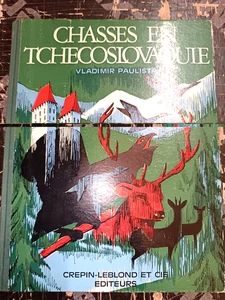 CHASSES EN
TCHECOSLOVAQUIE
VLADIMIR
CREPIN-LEBLOND ET CIE
EDITEURS